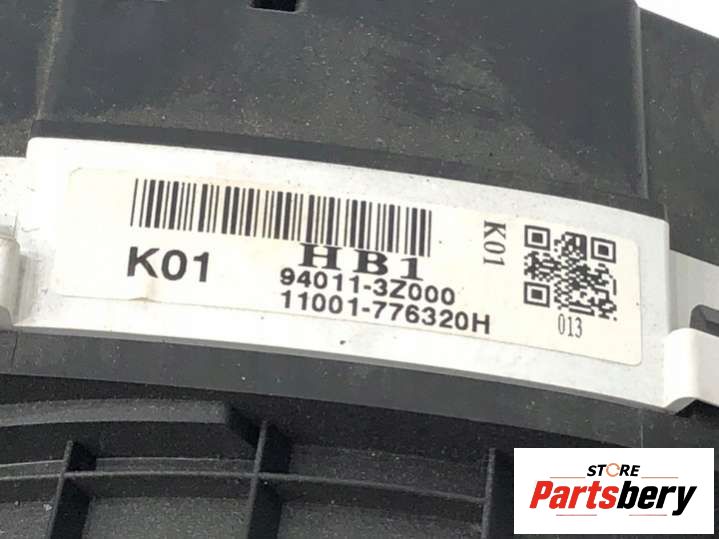 K01
HB1
94011-3Z000
11001-776320H
K01
013
STORE
Partsbery